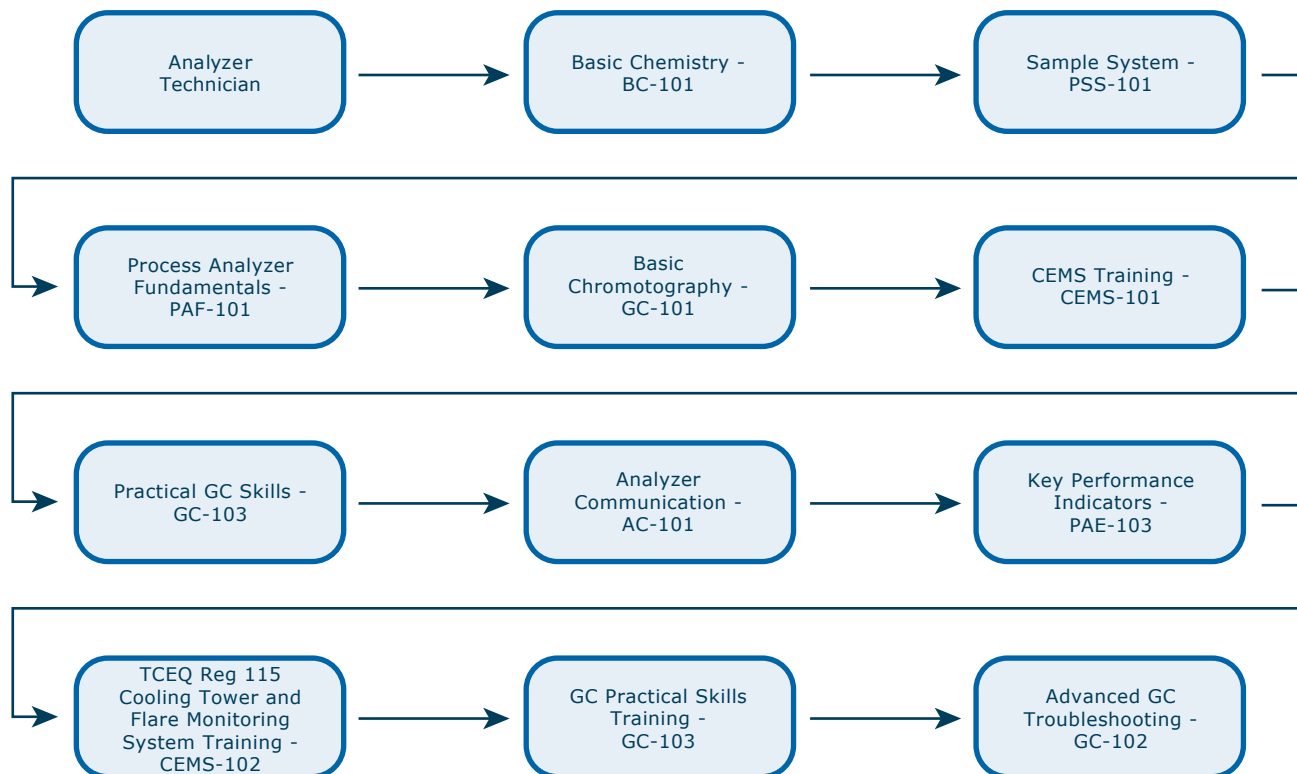 Analyzer
Technician
Basic Chemistry -
BC-101
Sample System -
PSS-101
Process Analyzer
Fundamentals -
PAF-101
Basic
Chromotography -
GC-101
CEMS Training -
CEMS-101
Practical GC Skills -
GC-103
Analyzer
Communication -
AC-101
Key Performance
Indicators -
PAE-103
TCEQ Reg 115
Cooling Tower and
Flare Monitoring
System Training -
CEMS-102
GC Practical Skills
Training -
GC-103
Advanced GC
Troubleshooting -
GC-102